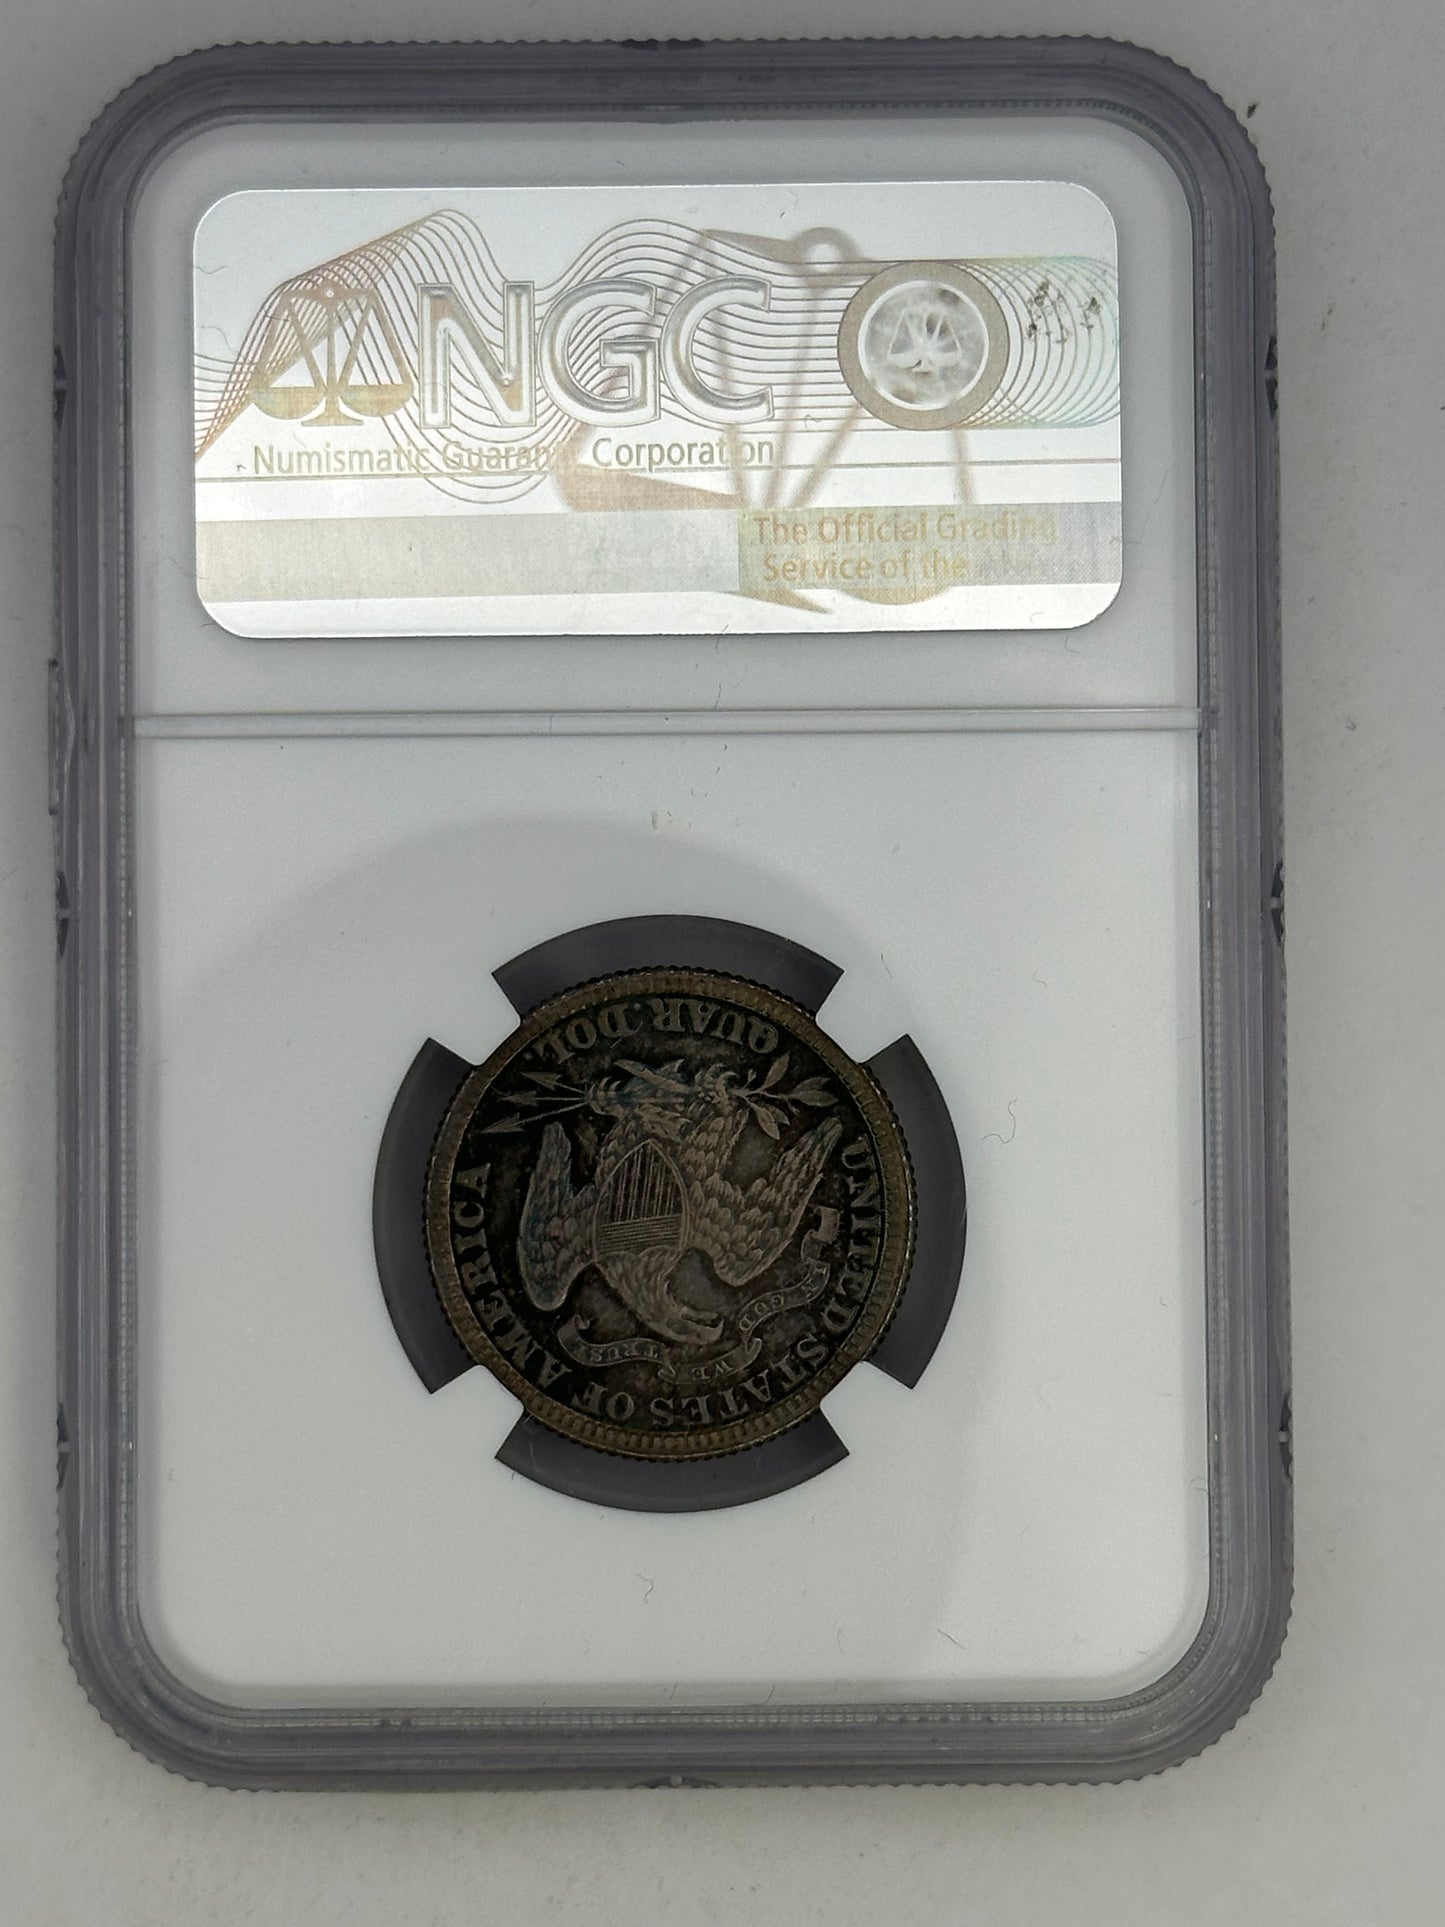 NGC
Numismatic Guaranty Corporation
The Official Grading
Service of the
QUAR. DOL.
UNITED STATES OF AMERICA
IN GOD WE TRUST